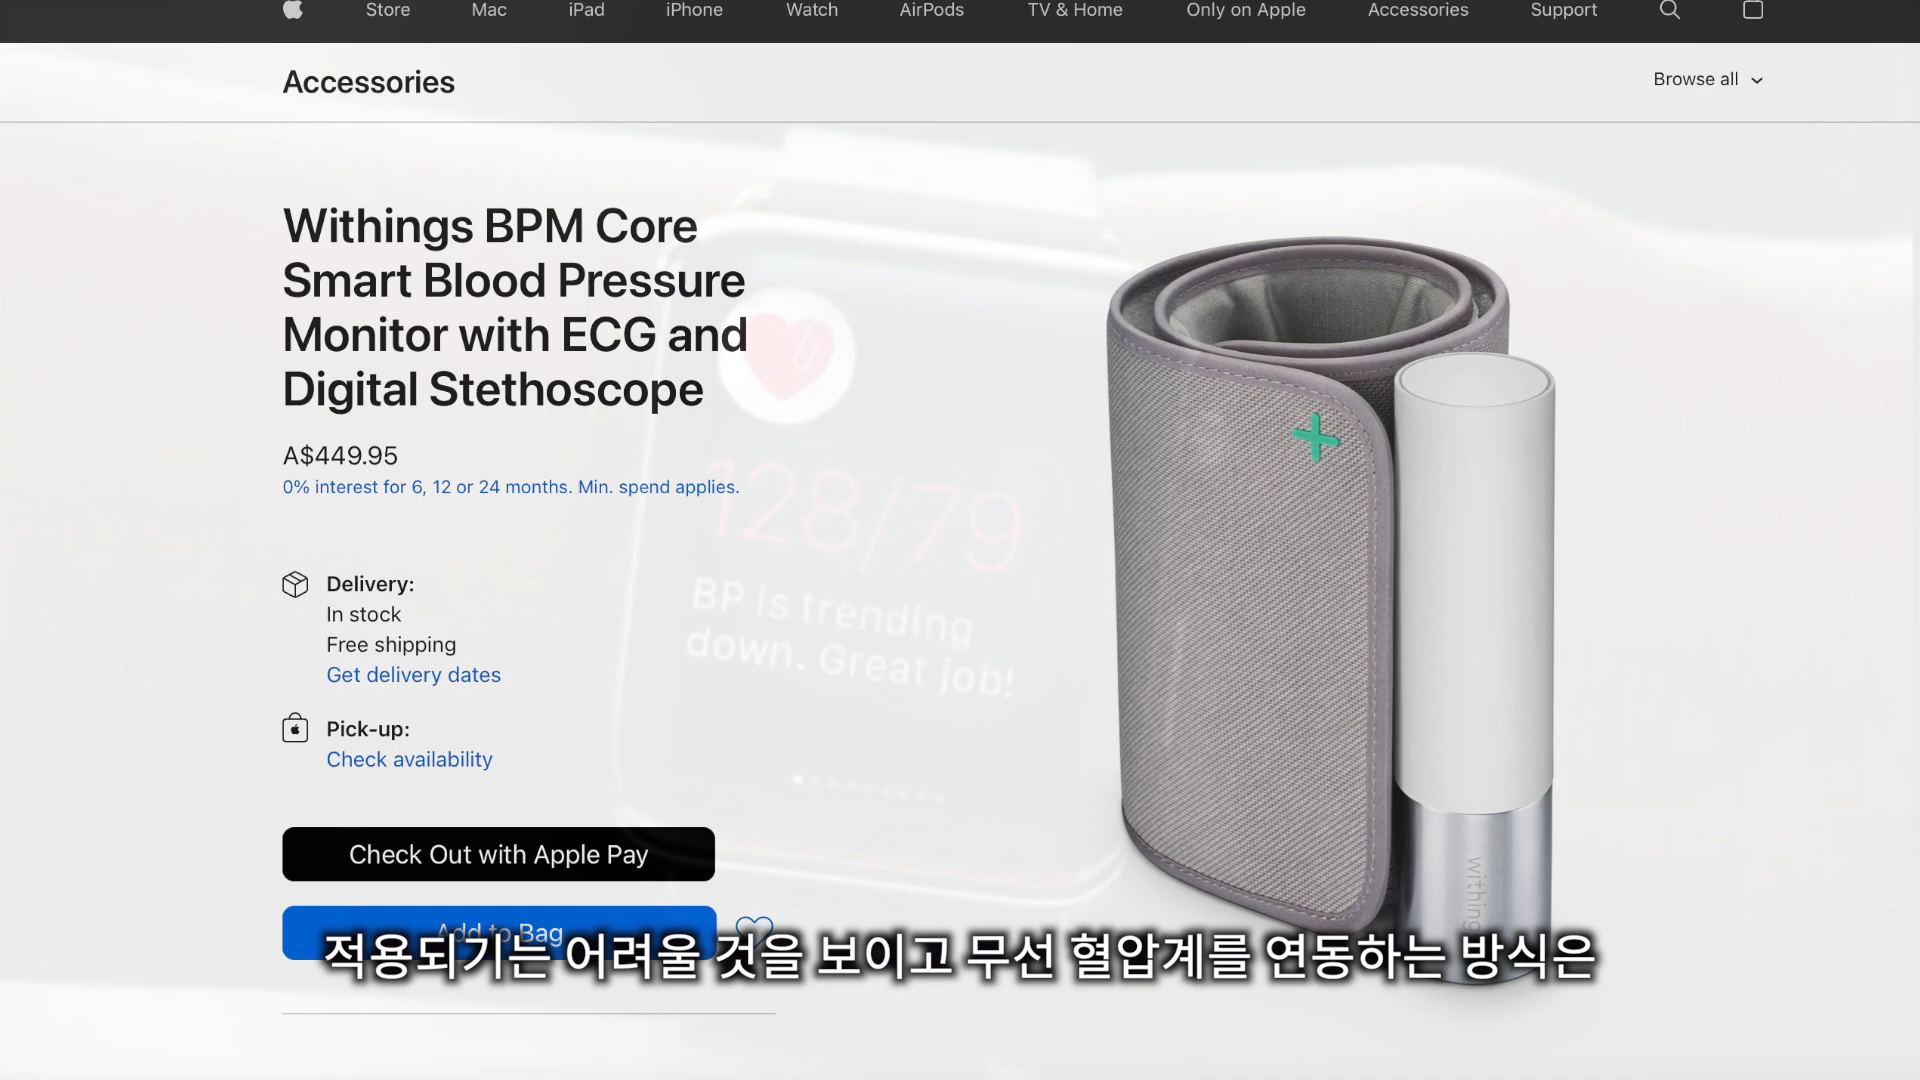 Store Mac iPad iPhone Watch AirPods TV & Home Only on Apple Accessories Support
Accessories
Browse all
Withings BPM Core
Smart Blood Pressure
Monitor with ECG and
Digital Stethoscope
A$449.95
0% interest for 6, 12 or 24 months. Min. spend applies.
128/79
BP is trending
down. Great job!
Delivery:
In stock
Free shipping
Get delivery dates
Pick-up:
Check availability
Check Out with Apple Pay
Add to Bag
withings
적용되기는 어려울 것을 보이고 무선 혈압계를 연동하는 방식은